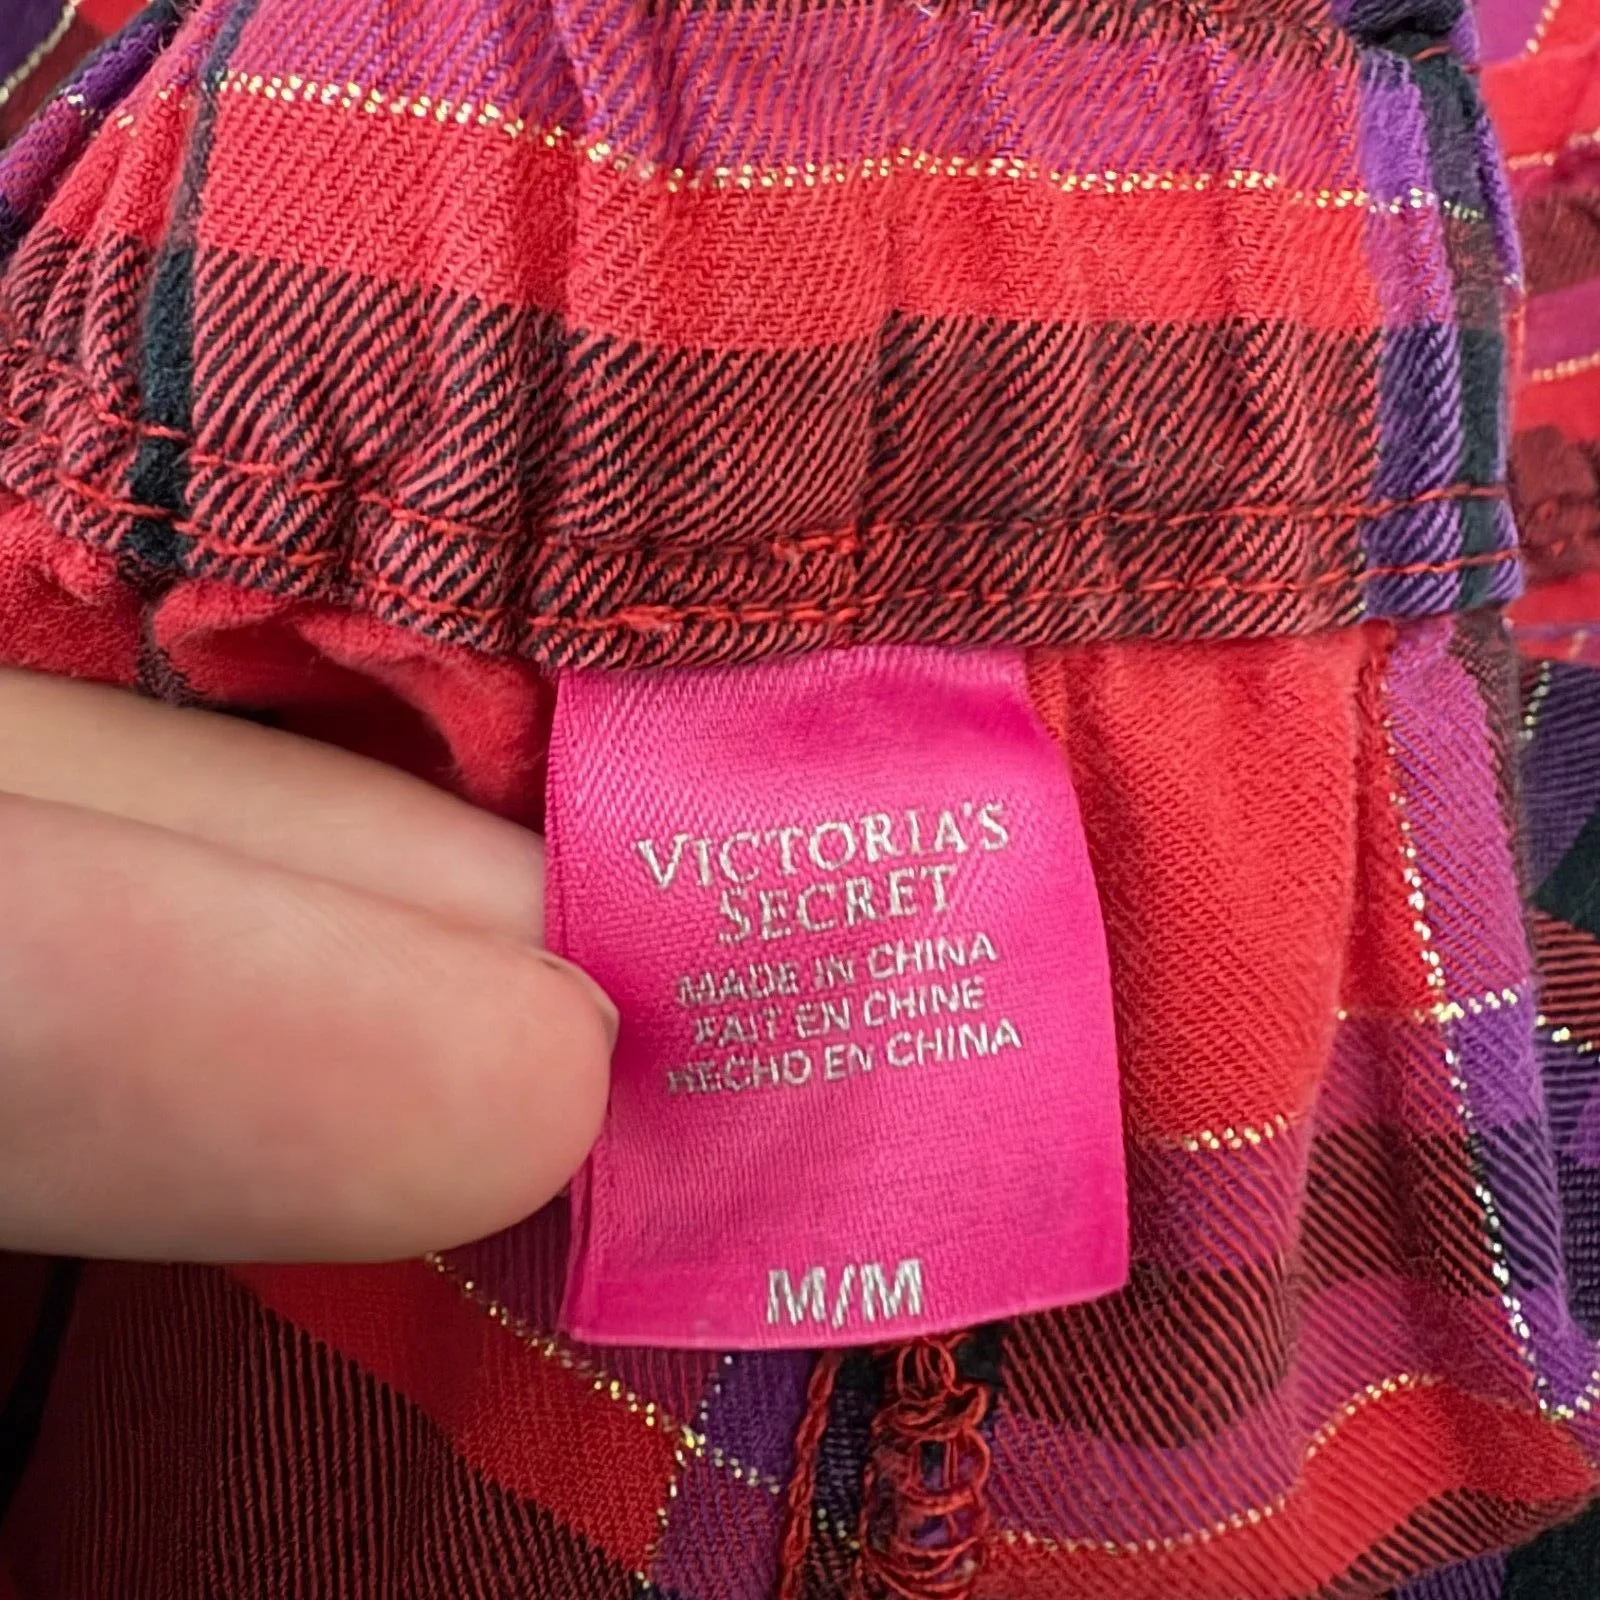 VICTORIA'S
SECRET
MADE IN CHINA
FAIT EN CHINE
HECHO EN CHINA
M/M